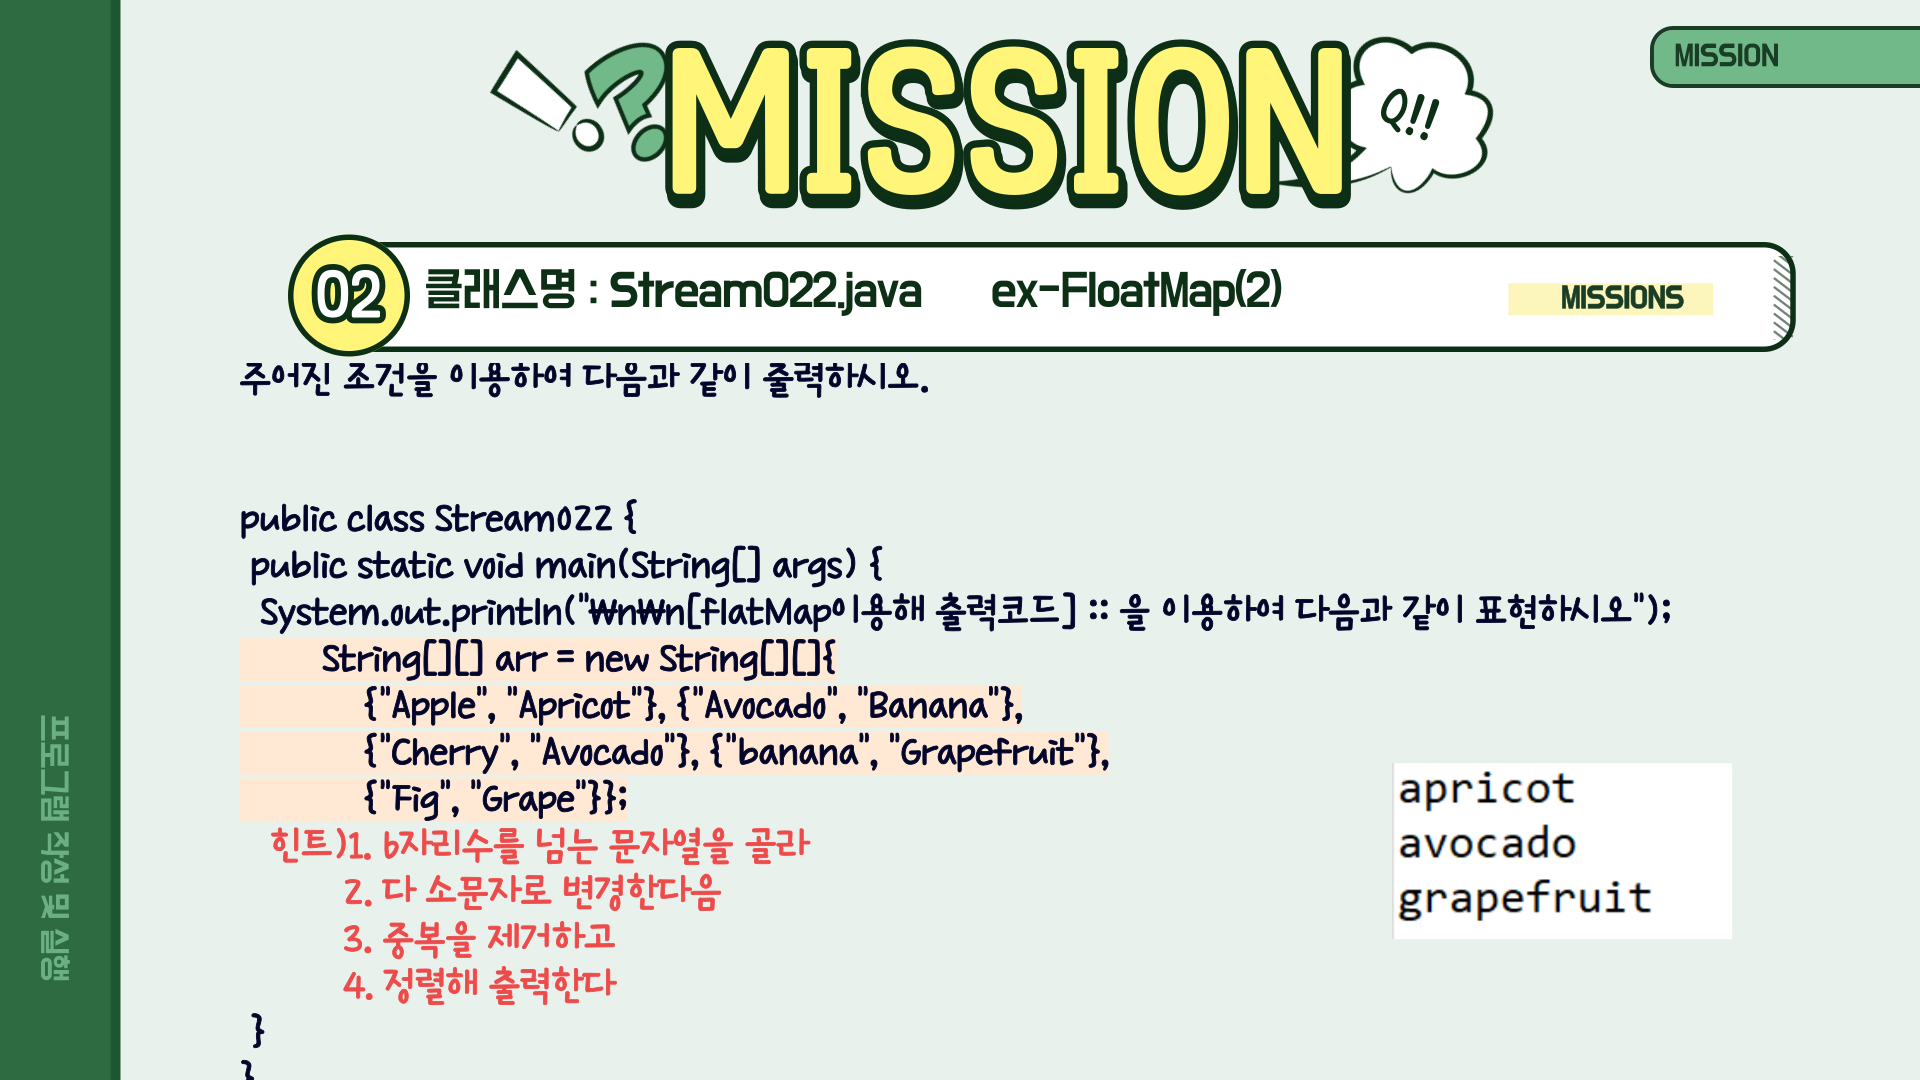 MISSION
!?
MISSION
Q!!
02
클래스명 : Stream022.java ex-FloatMap(2)
MISSIONS
주어진 조건을 이용하여 다음과 같이 출력하시오.
public class Stream022 {
public static void main(String[] args) {
System.out.println("₩n₩n[flatMap이용해 출력코드] :: 을 이용하여 다음과 같이 표현하시오");
String[][] arr = new String[][]{
{"Apple", "Apricot"}, {"Avocado", "Banana"},
{"Cherry", "Avocado"}, {"banana", "Grapefruit"},
{"Fig", "Grape"}};
힌트)1. 6자리수를 넘는 문자열을 골라
2. 다 소문자로 변경한다음
3. 중복을 제거하고
4. 정렬해 출력한다
}
}
apricot
avocado
grapefruit
프로그램 작성 및 실행